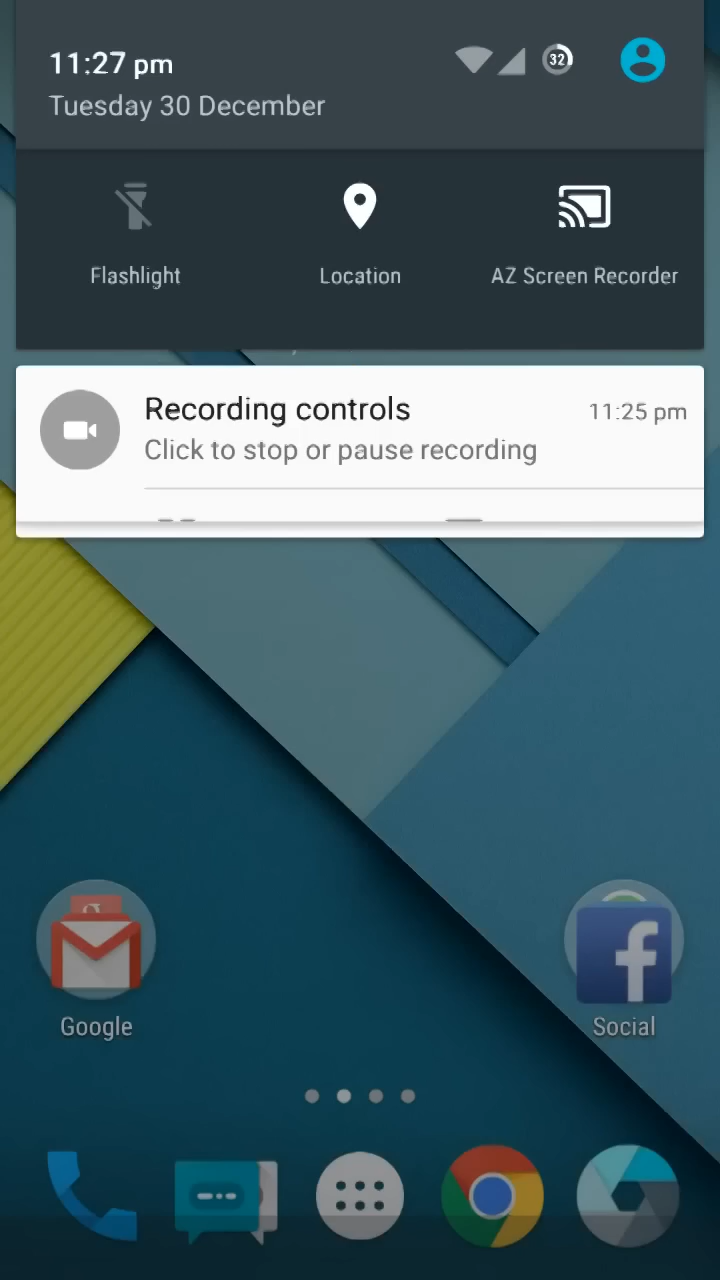 11:27 pm
32
Tuesday 30 December
Flashlight
Location
AZ Screen Recorder
Recording controls
11:25 pm
Click to stop or pause recording
Google
Social